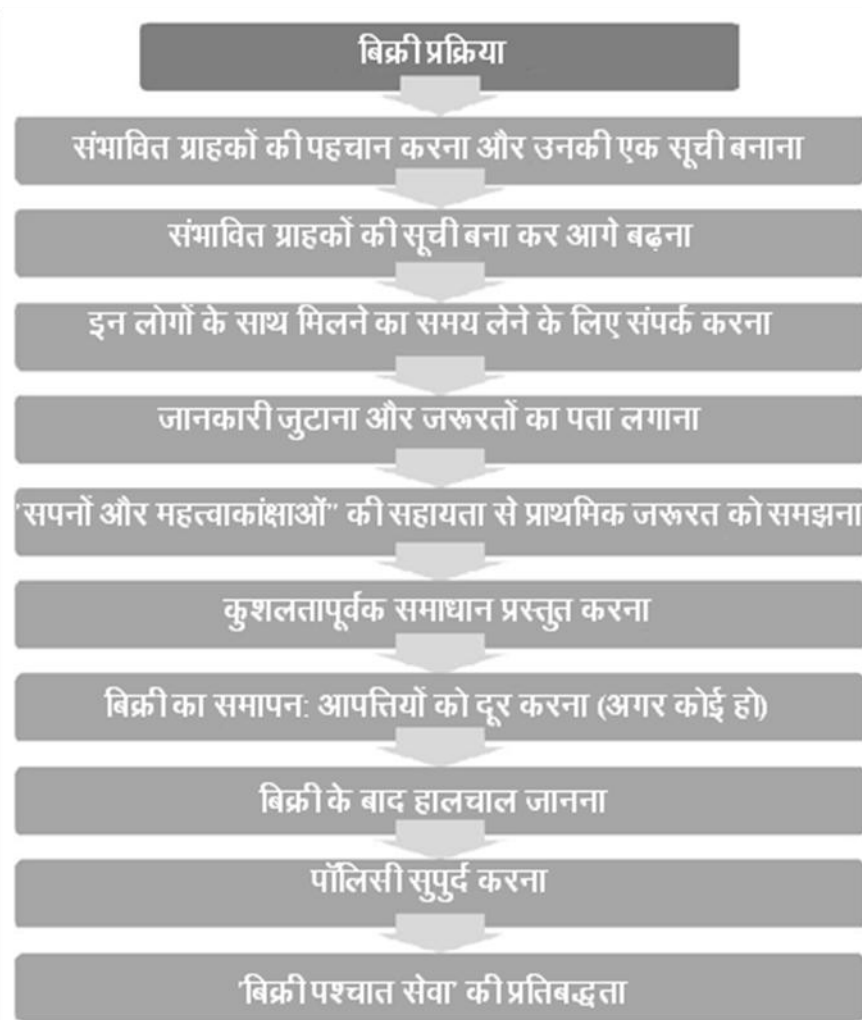 बिक्री प्रक्रिया
संभावित ग्राहकों की पहचान करना और उनकी एक सूची बनाना
संभावित ग्राहकों की सूची बना कर आगे बढ़ना
इन लोगों के साथ मिलने का समय लेने के लिए संपर्क करना
जानकारी जुटाना और जरूरतों का पता लगाना
"सपनों और महत्वाकांक्षाओं" की सहायता से प्राथमिक जरूरत को समझना
कुशलतापूर्वक समाधान प्रस्तुत करना
बिक्री का समापन: आपत्तियों को दूर करना (अगर कोई हो)
बिक्री के बाद हालचाल जानना
पॉलिसी सुपुर्द करना
'बिक्री पश्चात सेवा' की प्रतिबद्धता